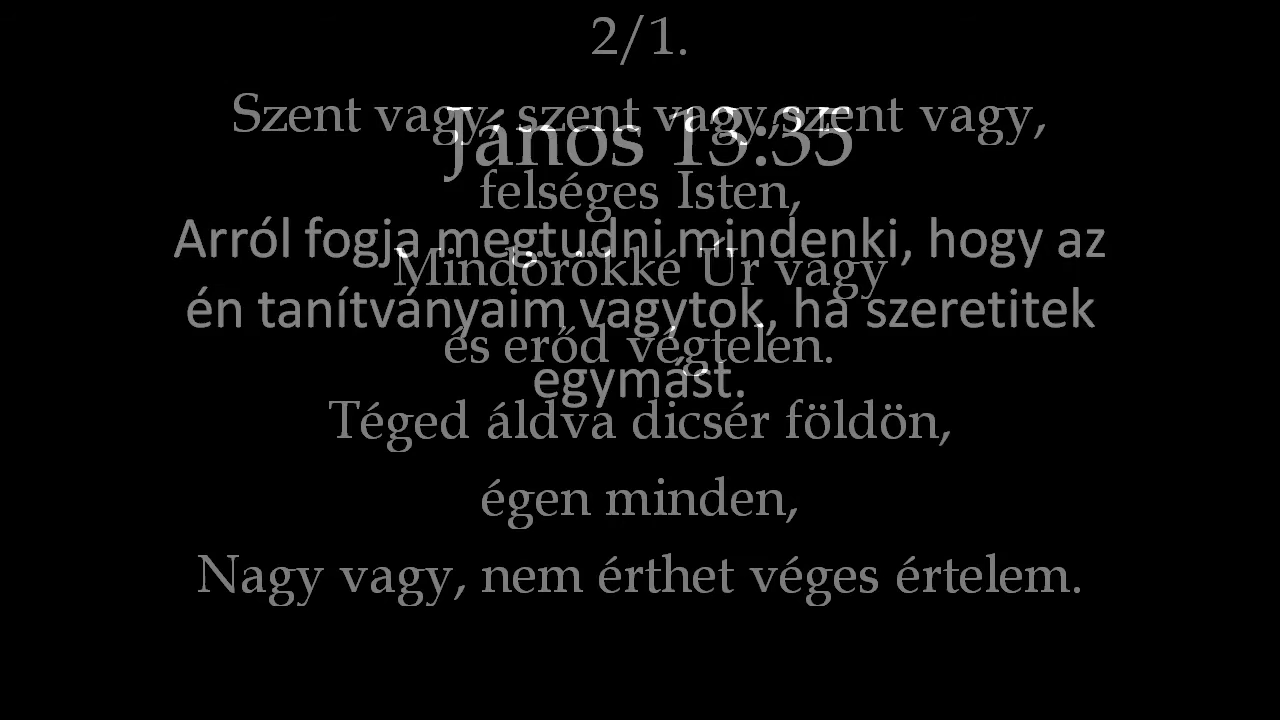 2/1.
Szent vagy, szent vagy,szent vagy,
felséges Isten,
Mindörökké Úr vagy
és erőd végtelen.
Téged áldva dicsér földön,
égen minden,
Nagy vagy, nem érthet véges értelem.
János 13:35
Arról fogja megtudni mindenki, hogy az
én tanítványaim vagytok, ha szeretitek
egymást.